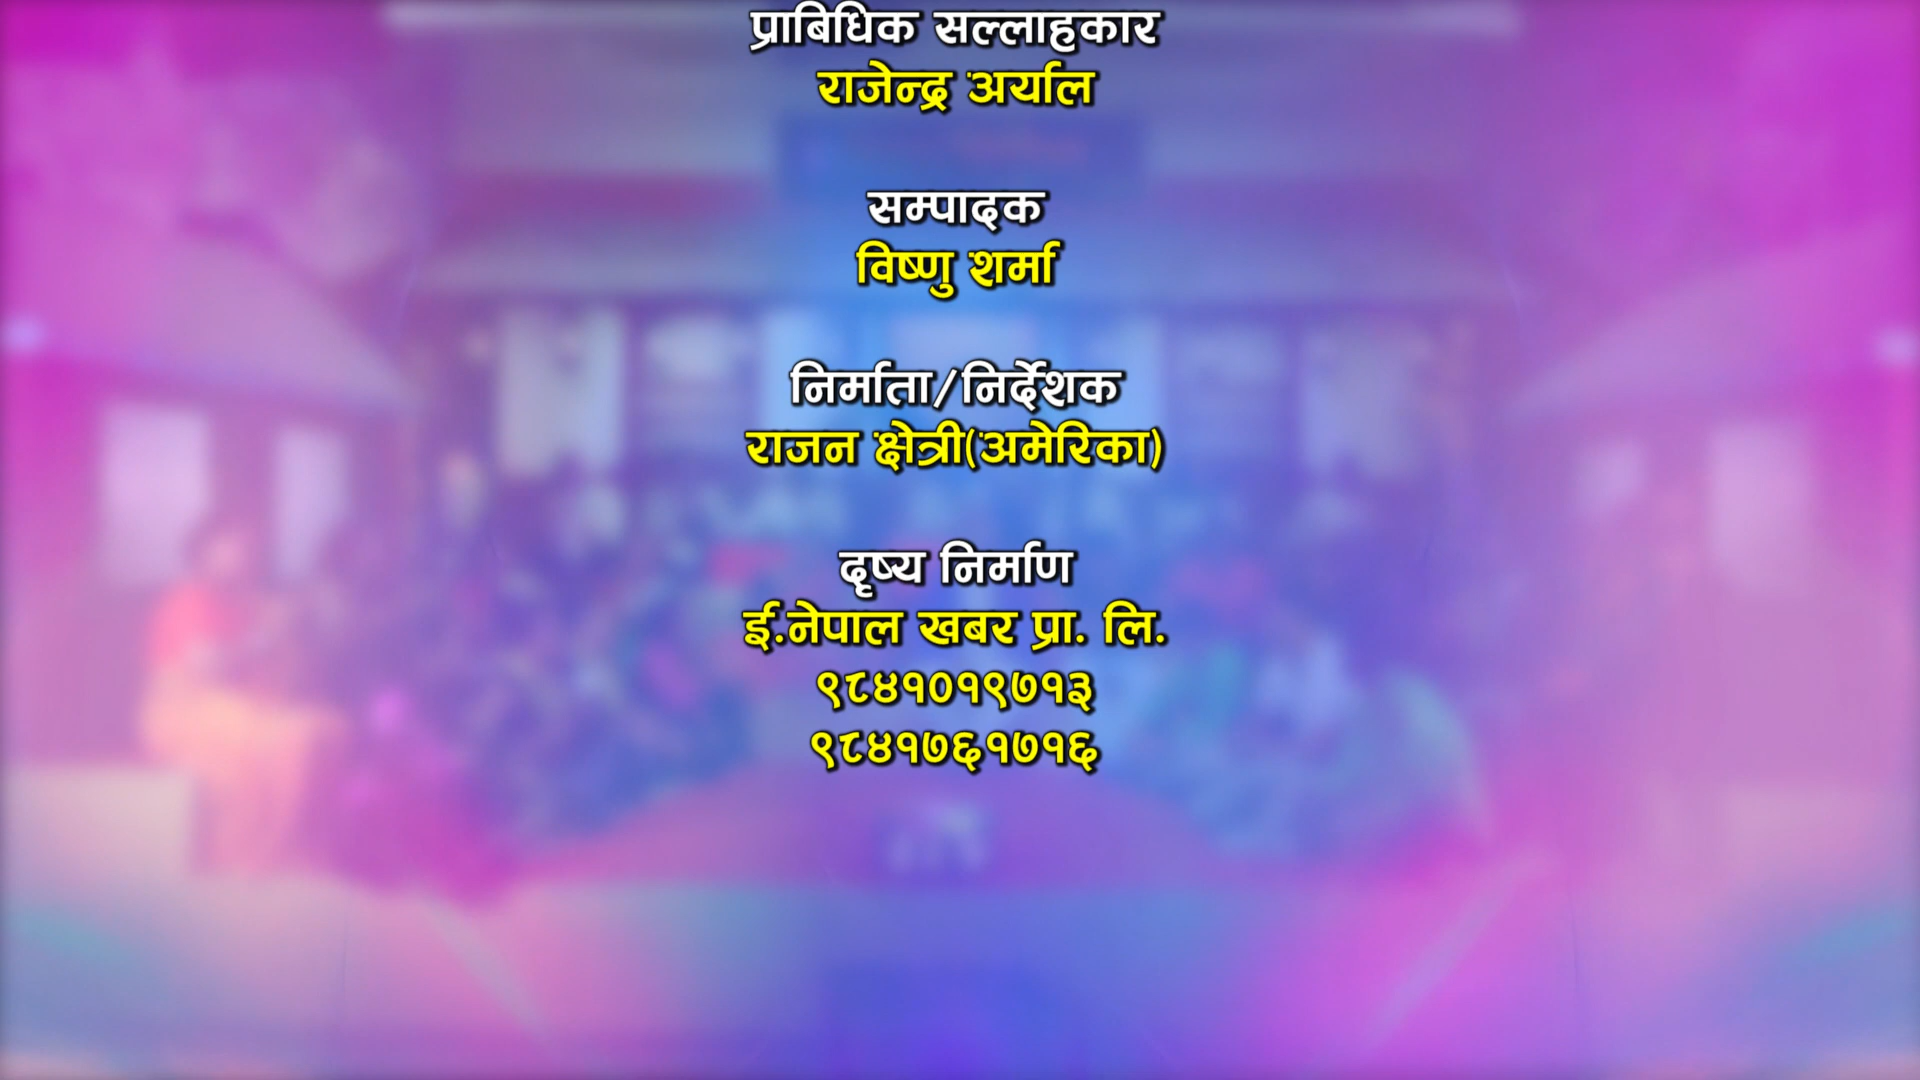 प्राबिधिक सल्लाहकार
राजेन्द्र अर्याल
सम्पादक
विष्णु शर्मा
निर्माता/निर्देशक
राजन क्षेत्री(अमेरिका)
दृष्य निर्माण
ई.नेपाल खबर प्रा. लि.
९८४१०१९७१३
९८४१७६१७१६